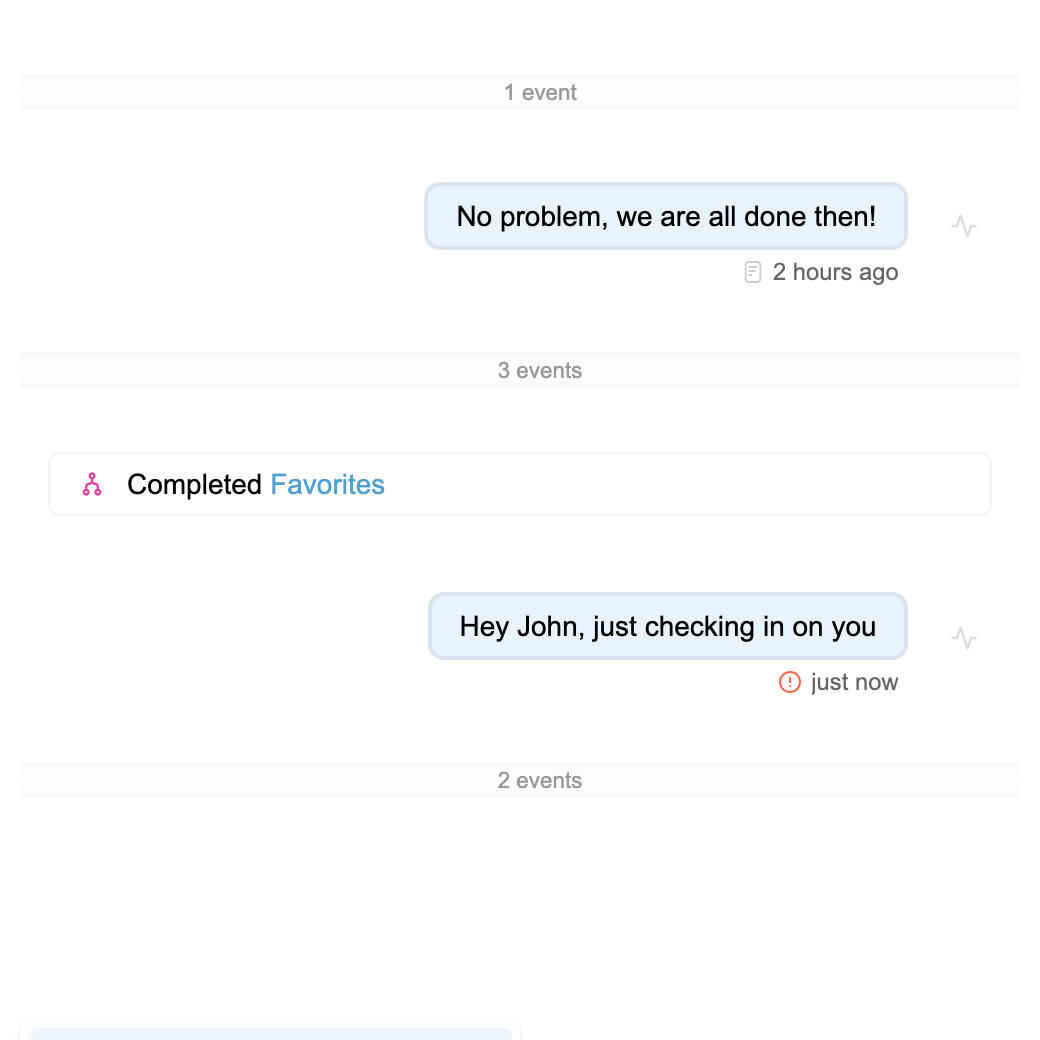 1 event
No problem, we are all done then!
2 hours ago
3 events
Completed Favorites
Hey John, just checking in on you
just now
2 events